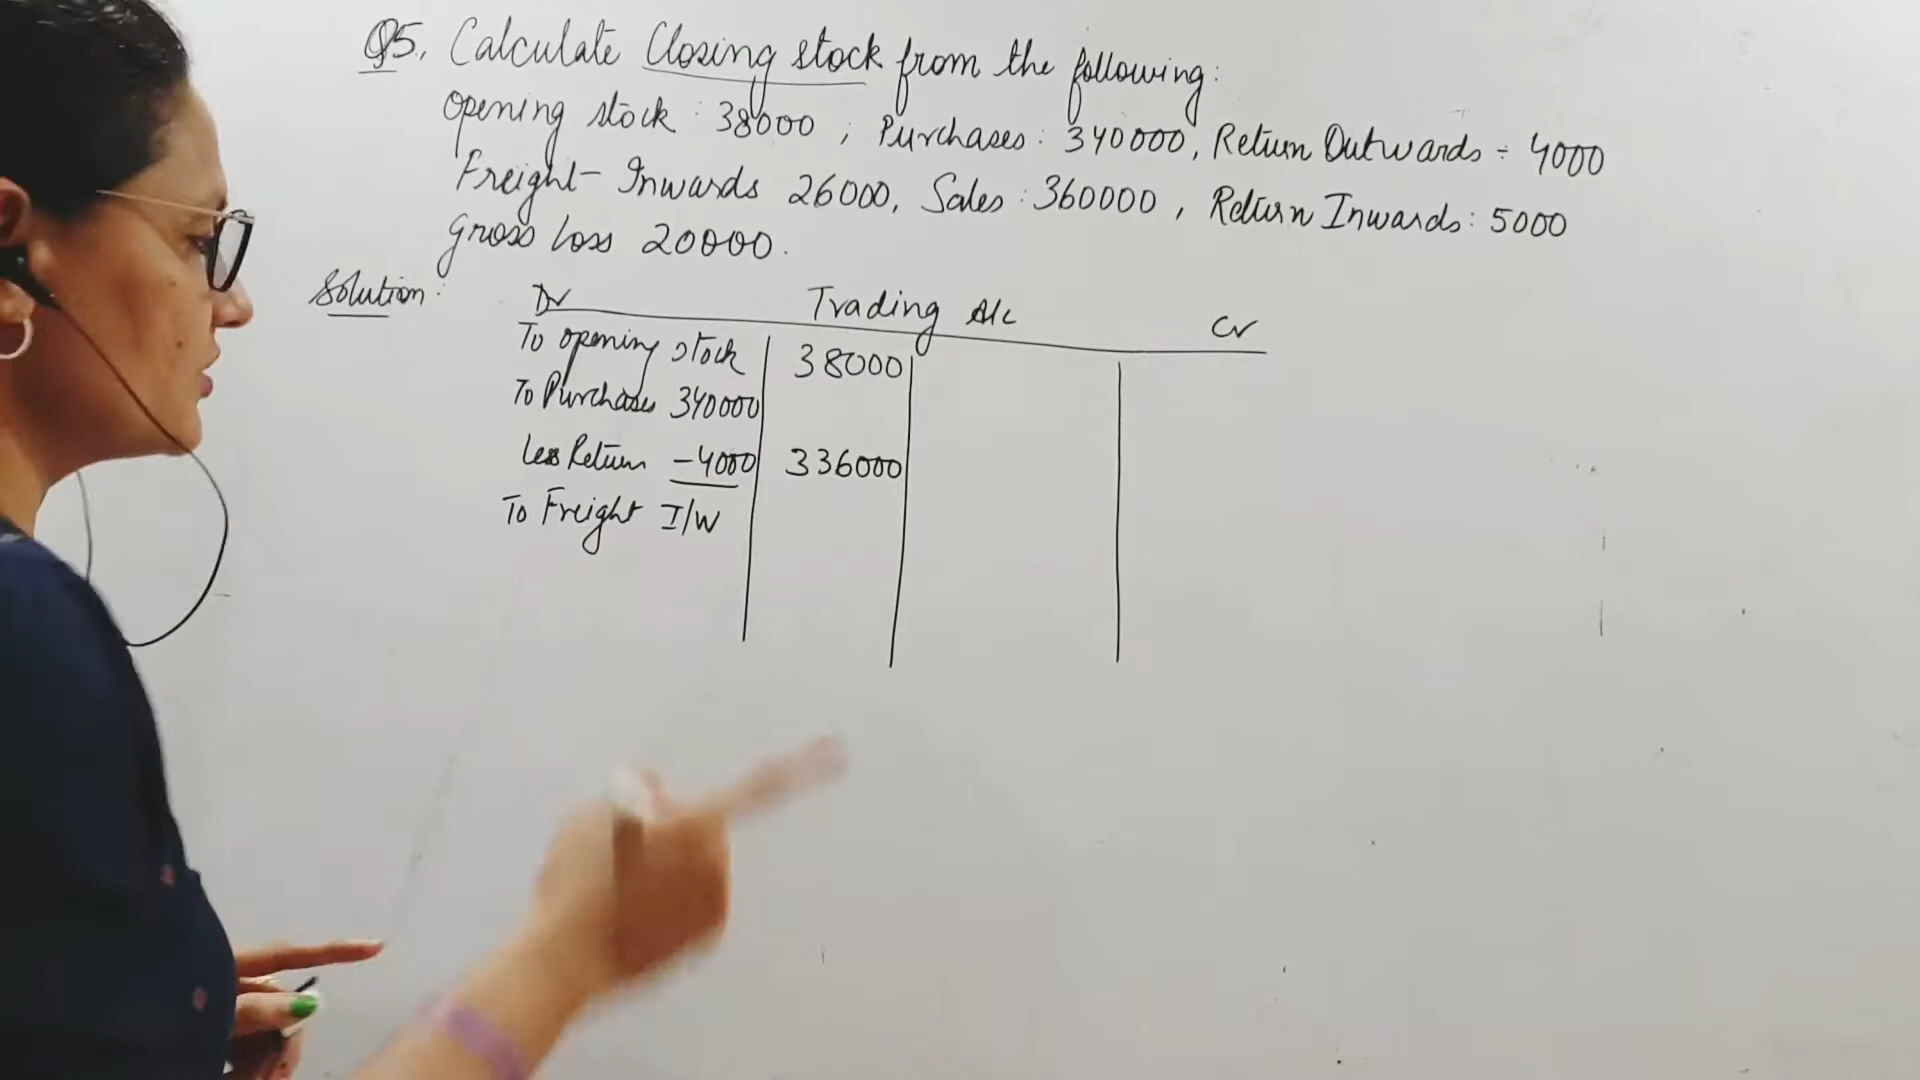 Q5. Calculate Closing stock from the following:
Opening stock : 38000 ; Purchases : 340000, Return Outwards : 4000
Freight-Inwards 26000, Sales : 360000, Return Inwards : 5000
Gross loss 20000.
Solution :
Dr Trading A/c Cr
To opening stock 38000
To Purchases 340000
Less Return -4000 336000
To Freight I/W